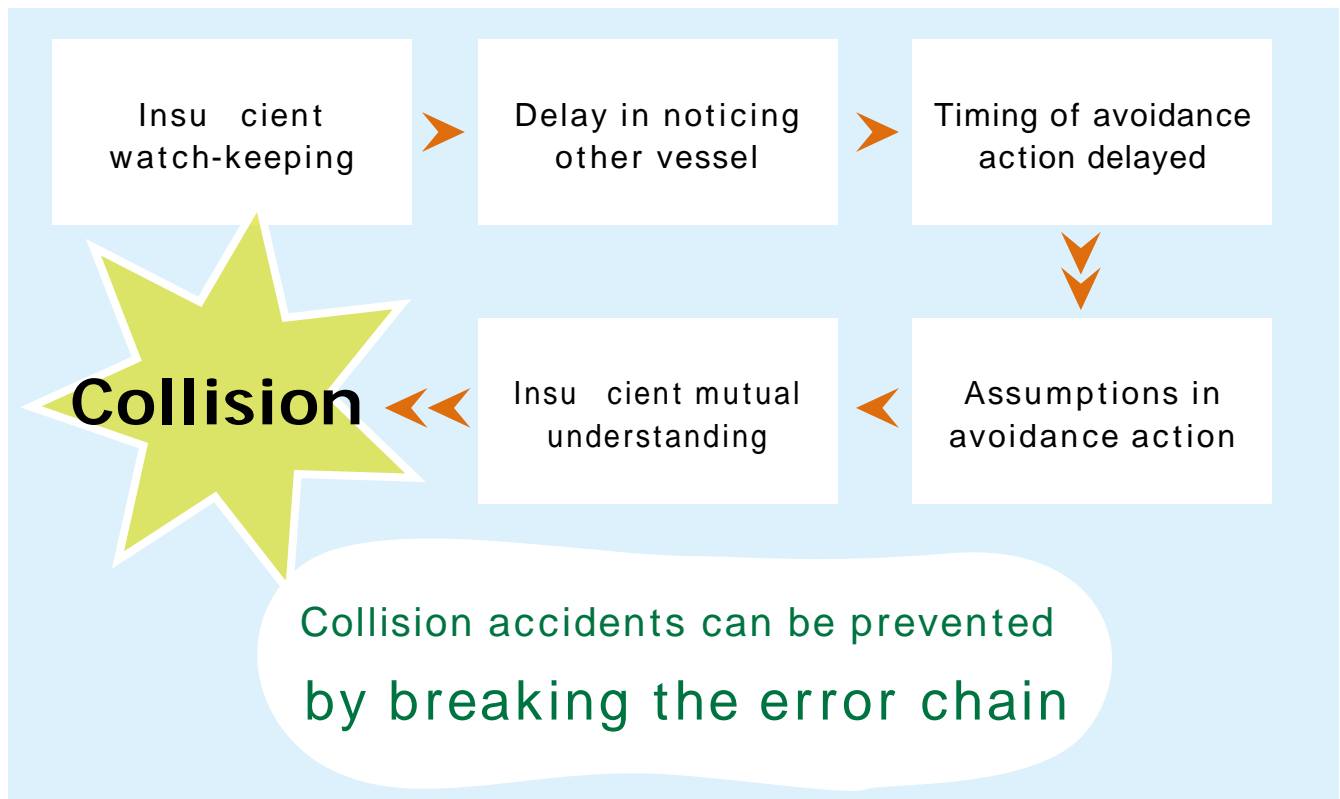 Insu cient
watch-keeping
Delay in noticing
other vessel
Timing of avoidance
action delayed
Assumptions in
avoidance action
Insu cient mutual
understanding
Collision
Collision accidents can be prevented
by breaking the error chain